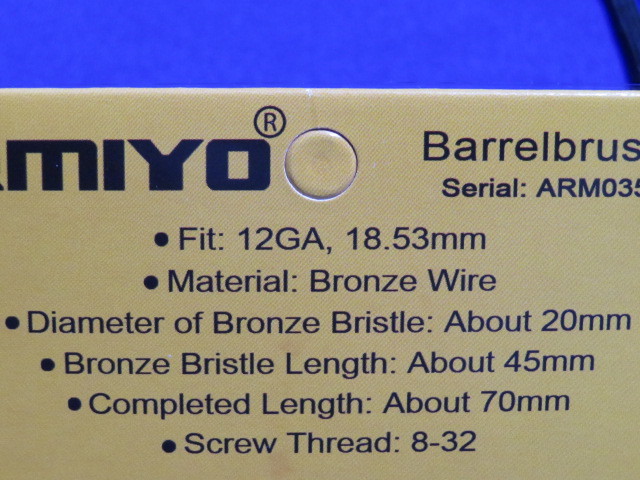 MIYO®
Barrelbrus
Serial: ARM035
• Fit: 12GA, 18.53mm
• Material: Bronze Wire
• Diameter of Bronze Bristle: About 20mm
• Bronze Bristle Length: About 45mm
• Completed Length: About 70mm
• Screw Thread: 8-32